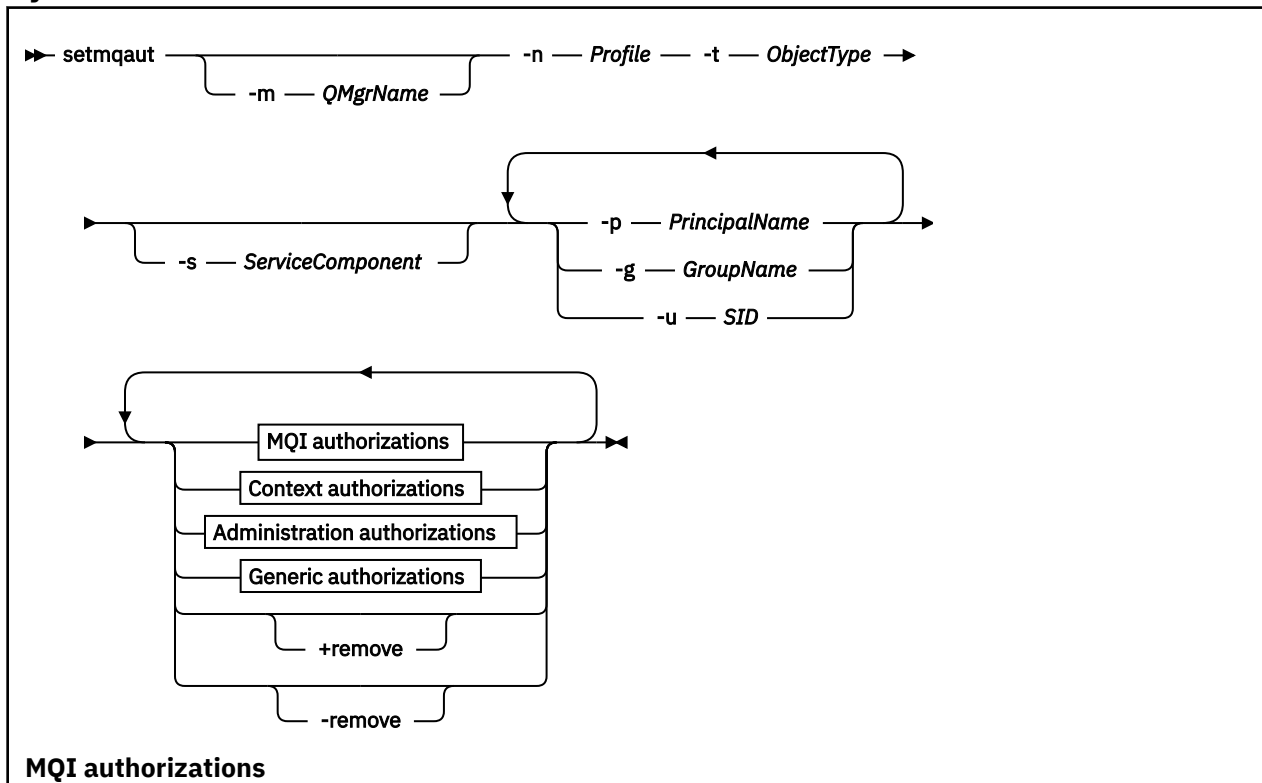 setmqaut -n Profile -t ObjectType
-m QMgrName
-p PrincipalName
-s ServiceComponent
-g GroupName
-u SID
MQI authorizations
Context authorizations
Administration authorizations
Generic authorizations
+remove
-remove
MQI authorizations